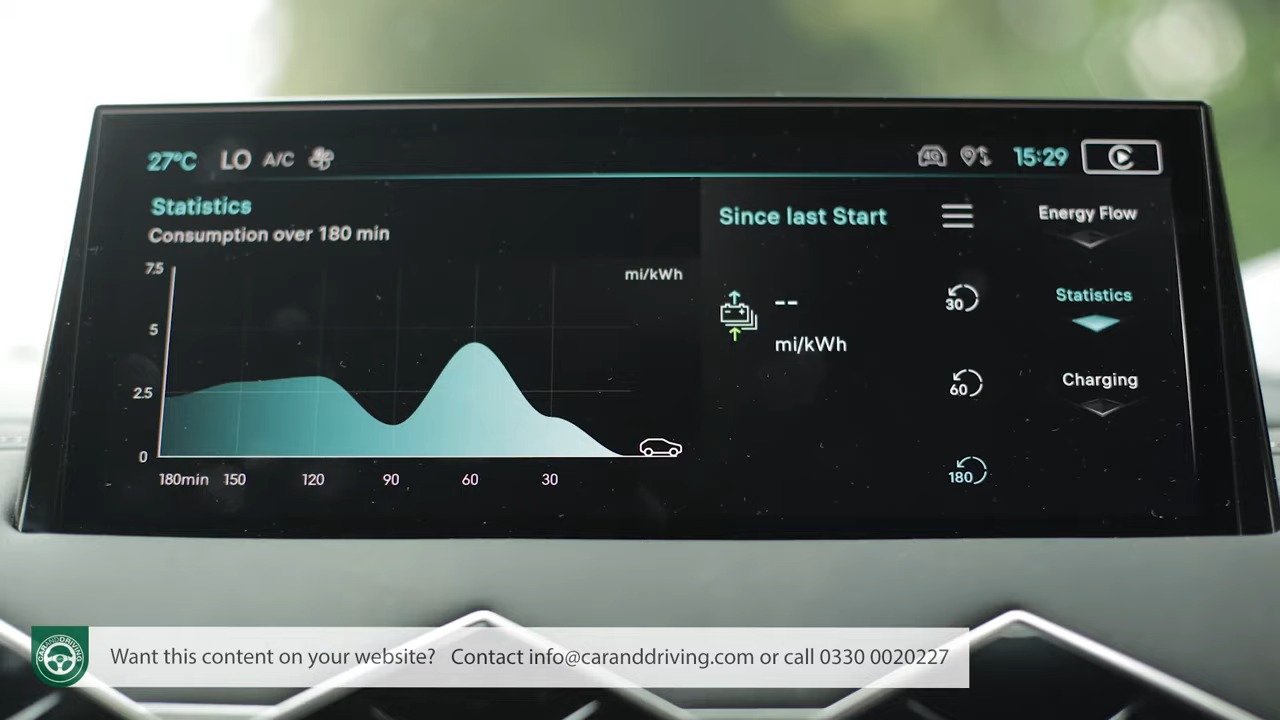 27°C LO A/C 4G 15:29
Statistics
Consumption over 180 min
7.5
mi/kWh
5
2.5
0
180min 150 120 90 60 30
Since last Start
--
mi/kWh
30
60
180
Energy Flow
Statistics
Charging
CARANDDRIVING
Want this content on your website? Contact info@caranddriving.com or call 0330 0020227